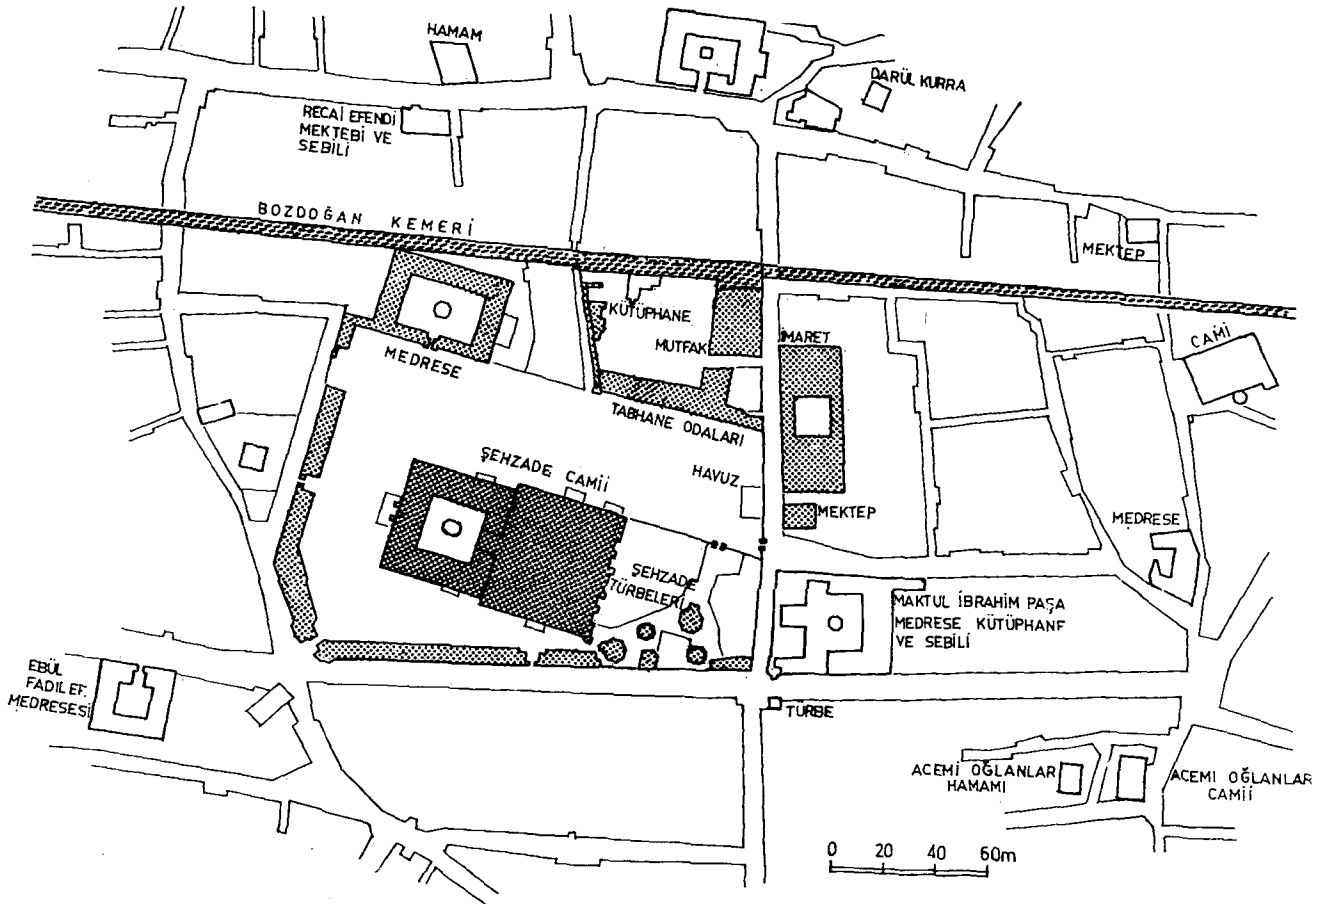 HAMAM
DARÜL KURRA
RECAİ EFENDİ
MEKTEBİ VE
SEBİLİ
BOZDOĞAN KEMERİ
MEKTEP
KÜTÜPHANE
MUTFAK
İMARET
CAMİ
MEDRESE
TABHANE ODALARI
ŞEHZADE CAMİİ
HAVUZ
MEKTEP
MEDRESE
ŞEHZADE
TÜRBELERİ
MAKTUL İBRAHİM PAŞA
MEDRESE KÜTÜPHANE
VE SEBİLİ
EBÜL
FADIL EF.
MEDRESESİ
TÜRBE
ACEMİ OĞLANLAR
HAMAMI
ACEMI OĞLANLAR
CAMİİ
0 20 40 60m